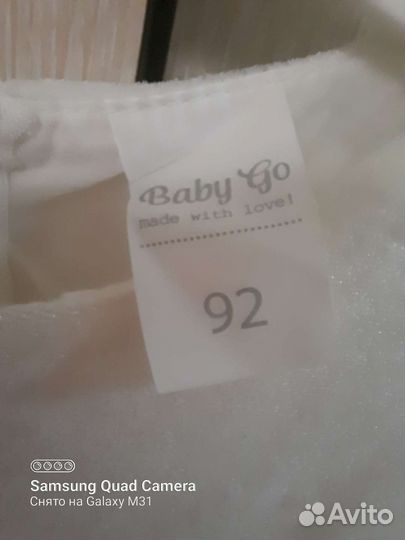 Baby Go
made with love!
92
Samsung Quad Camera
Снято на Galaxy M31
Avito